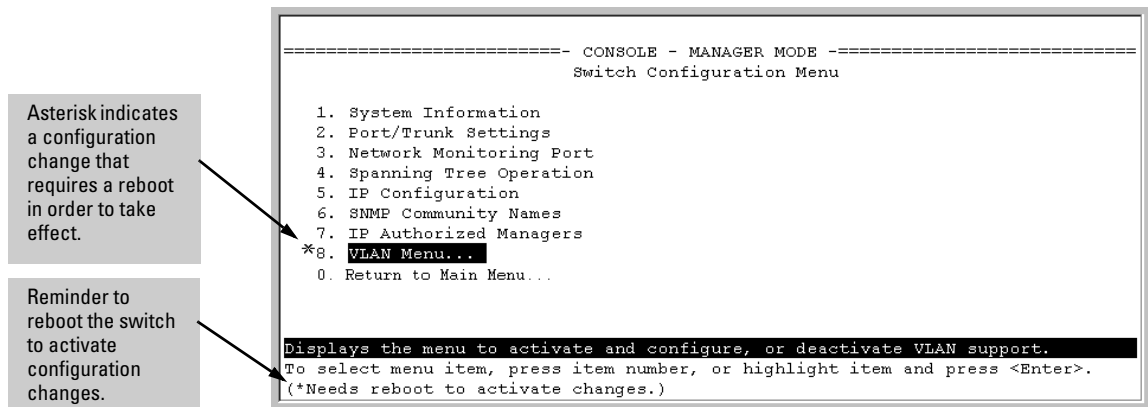 ==========================- CONSOLE - MANAGER MODE -============================
Switch Configuration Menu
1. System Information
2. Port/Trunk Settings
3. Network Monitoring Port
4. Spanning Tree Operation
5. IP Configuration
6. SNMP Community Names
7. IP Authorized Managers
*8. VLAN Menu...
0. Return to Main Menu...
Displays the menu to activate and configure, or deactivate VLAN support.
To select menu item, press item number, or highlight item and press <Enter>.
(*Needs reboot to activate changes.)
Asterisk indicates
a configuration
change that
requires a reboot
in order to take
effect.
Reminder to
reboot the switch
to activate
configuration
changes.